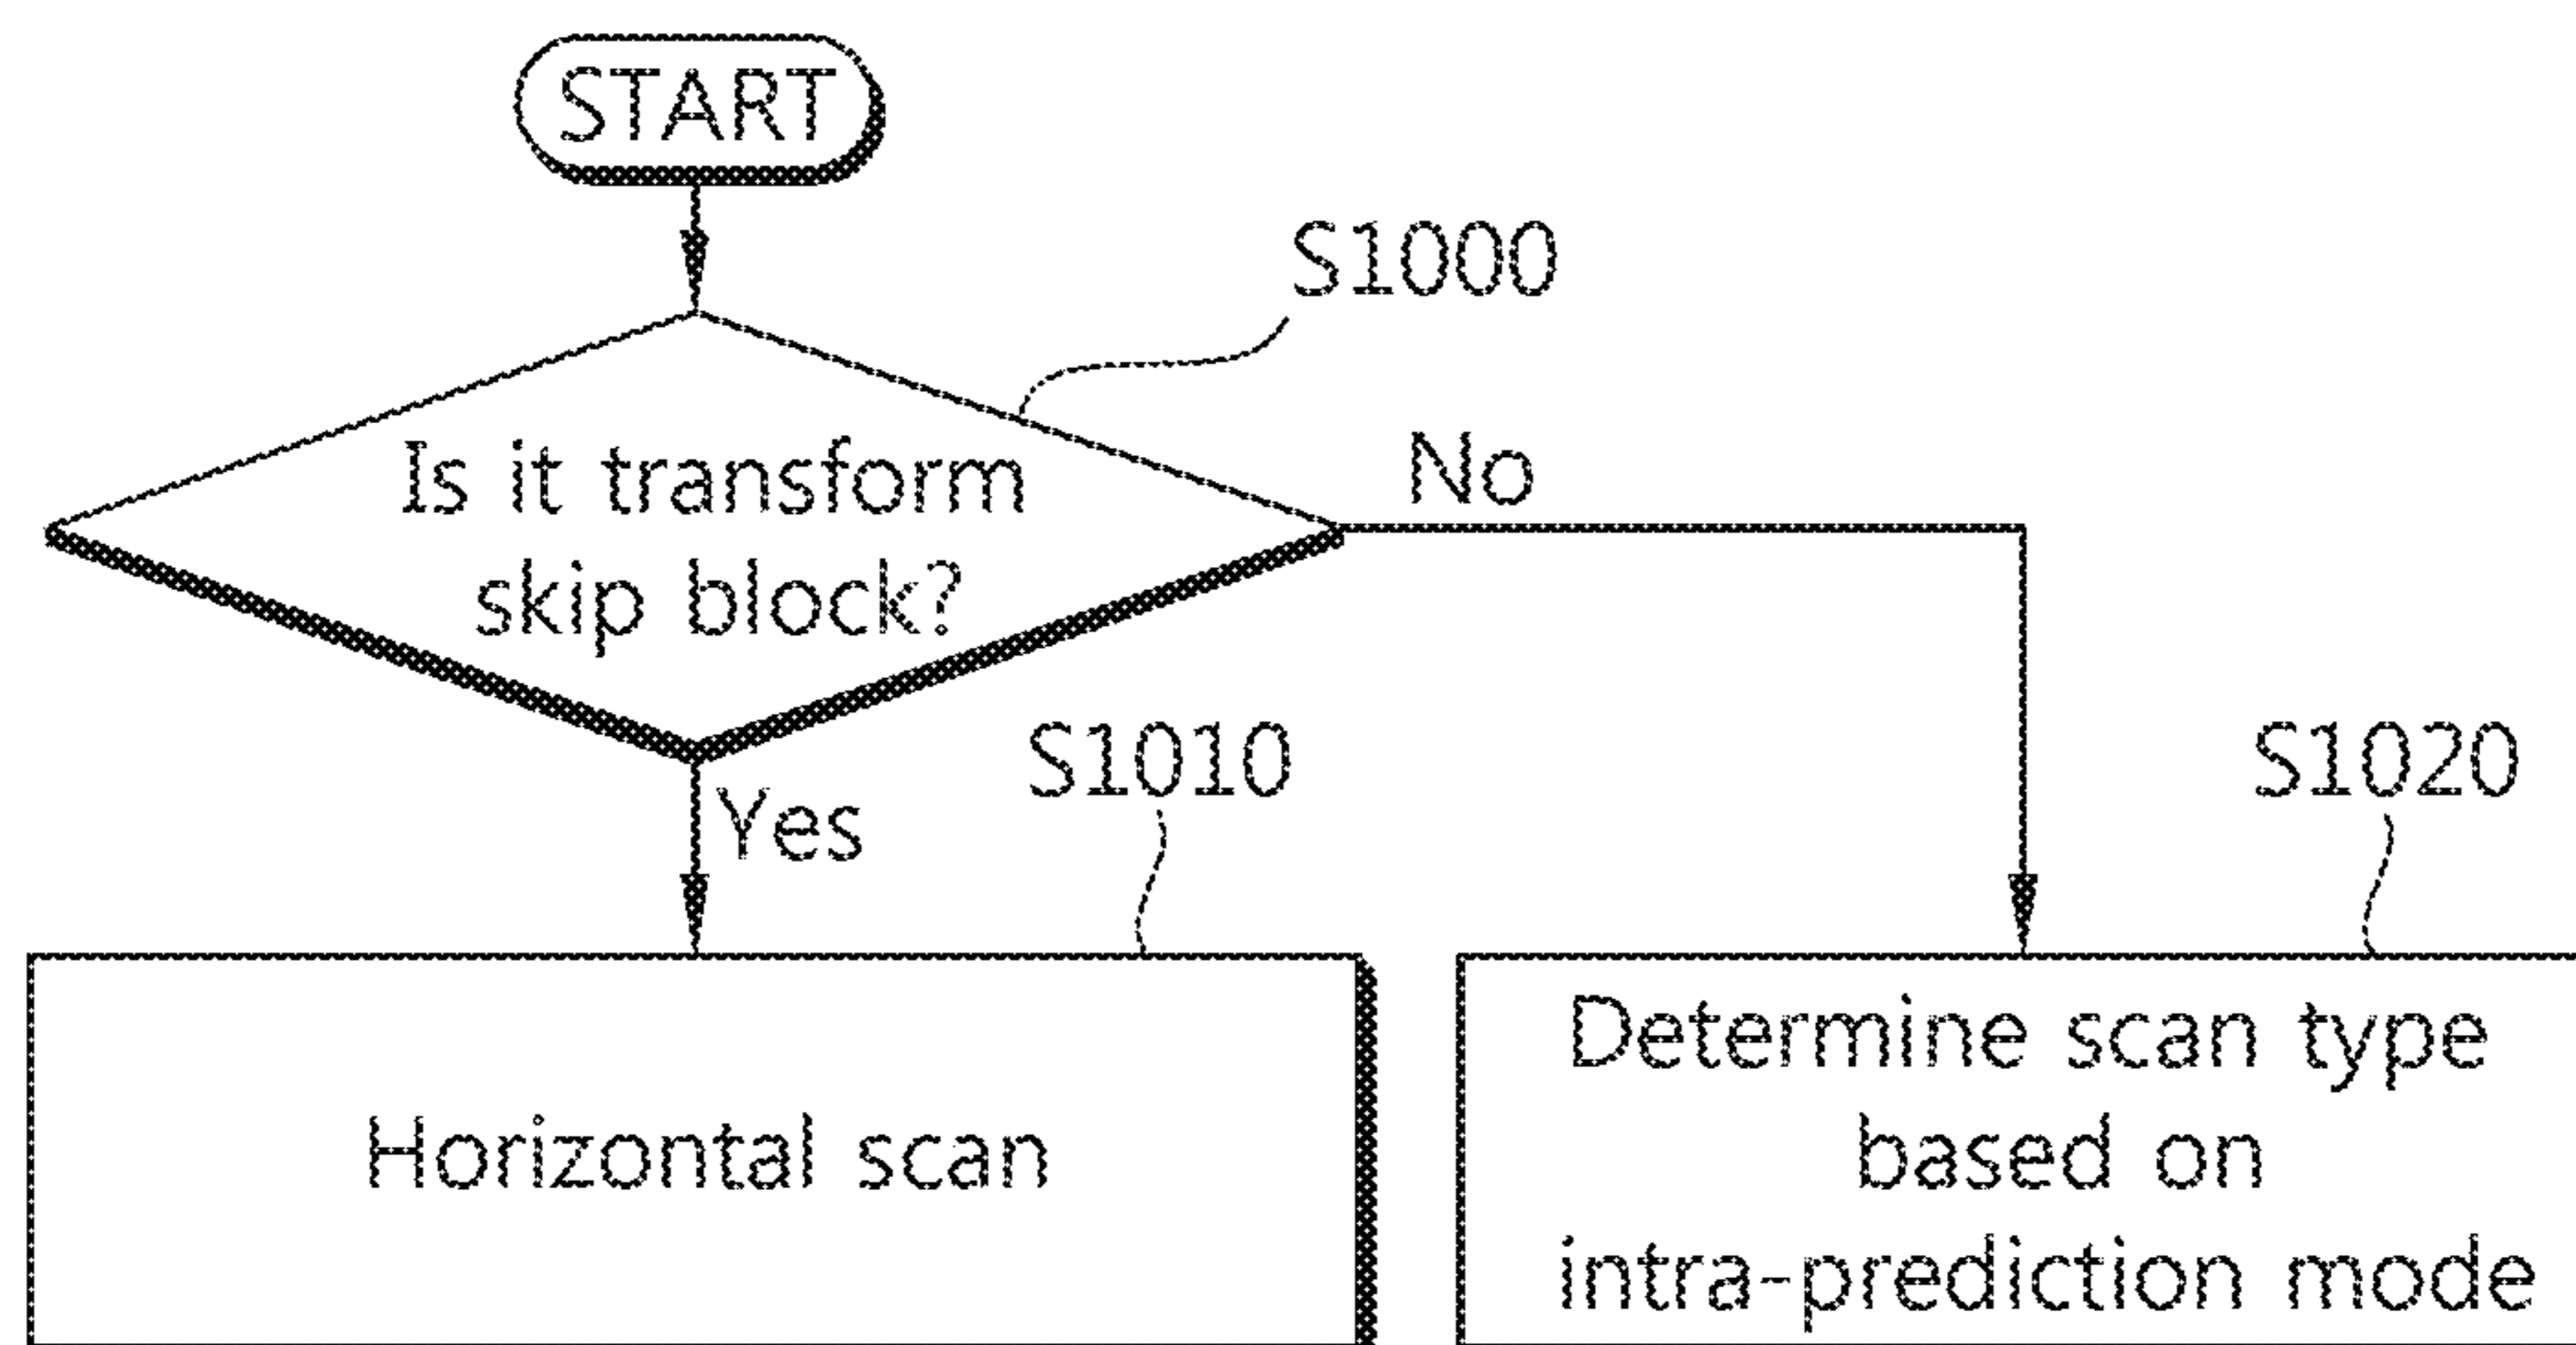 START
S1000
Is it transform
skip block?
No
Yes
S1010
S1020
Horizontal scan
Determine scan type
based on
intra-prediction mode